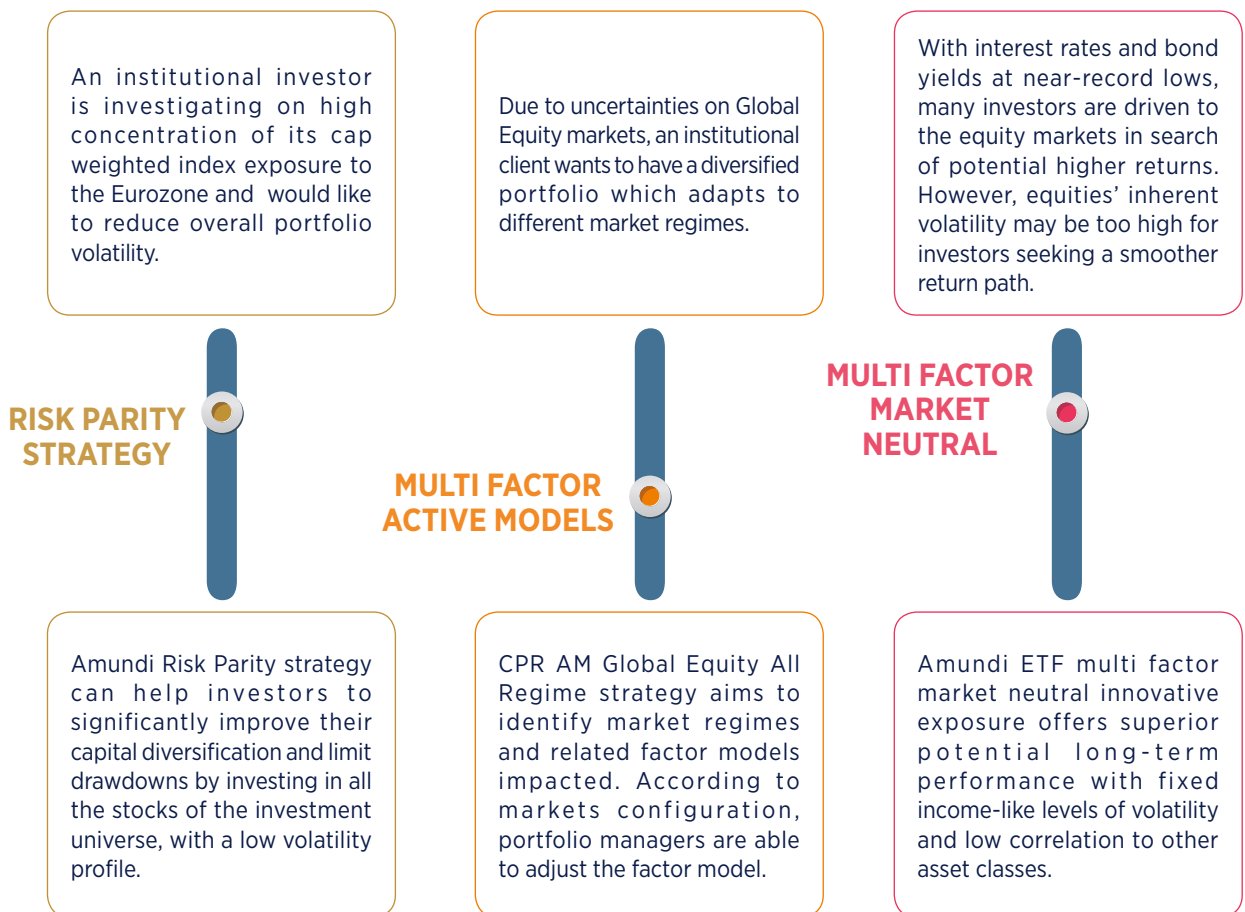 An institutional investor
is investigating on high
concentration of its cap
weighted index exposure to
the Eurozone and would like
to reduce overall portfolio
volatility.
Due to uncertainties on Global
Equity markets, an institutional
client wants to have a diversified
portfolio which adapts to
different market regimes.
With interest rates and bond
yields at near-record lows,
many investors are driven to
the equity markets in search
of potential higher returns.
However, equities’ inherent
volatility may be too high for
investors seeking a smoother
return path.
RISK PARITY
STRATEGY
MULTI FACTOR
ACTIVE MODELS
MULTI FACTOR
MARKET
NEUTRAL
Amundi Risk Parity strategy
can help investors to
significantly improve their
capital diversification and limit
drawdowns by investing in all
the stocks of the investment
universe, with a low volatility
profile.
CPR AM Global Equity All
Regime strategy aims to
identify market regimes
and related factor models
impacted. According to
markets configuration,
portfolio managers are able
to adjust the factor model.
Amundi ETF multi factor
market neutral innovative
exposure offers superior
potential long-term
performance with fixed
income-like levels of volatility
and low correlation to other
asset classes.